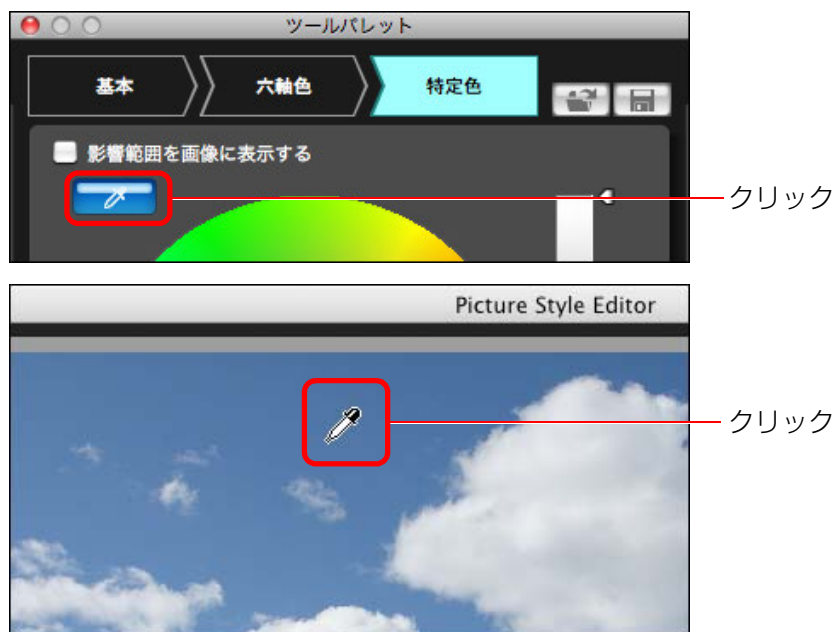 ツールパレット
基本 六軸色 特定色
影響範囲を画像に表示する
クリック
Picture Style Editor
クリック